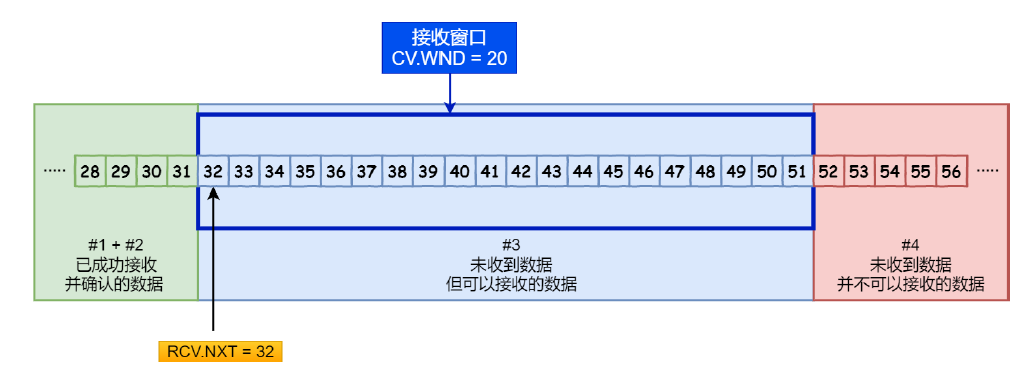 接收窗口
CV.WND = 20
..... 28 29 30 31 32 33 34 35 36 37 38 39 40 41 42 43 44 45 46 47 48 49 50 51 52 53 54 55 56 .....
#1 + #2
已成功接收
并确认的数据
#3
未收到数据
但可以接收的数据
#4
未收到数据
并不可以接收的数据
RCV.NXT = 32